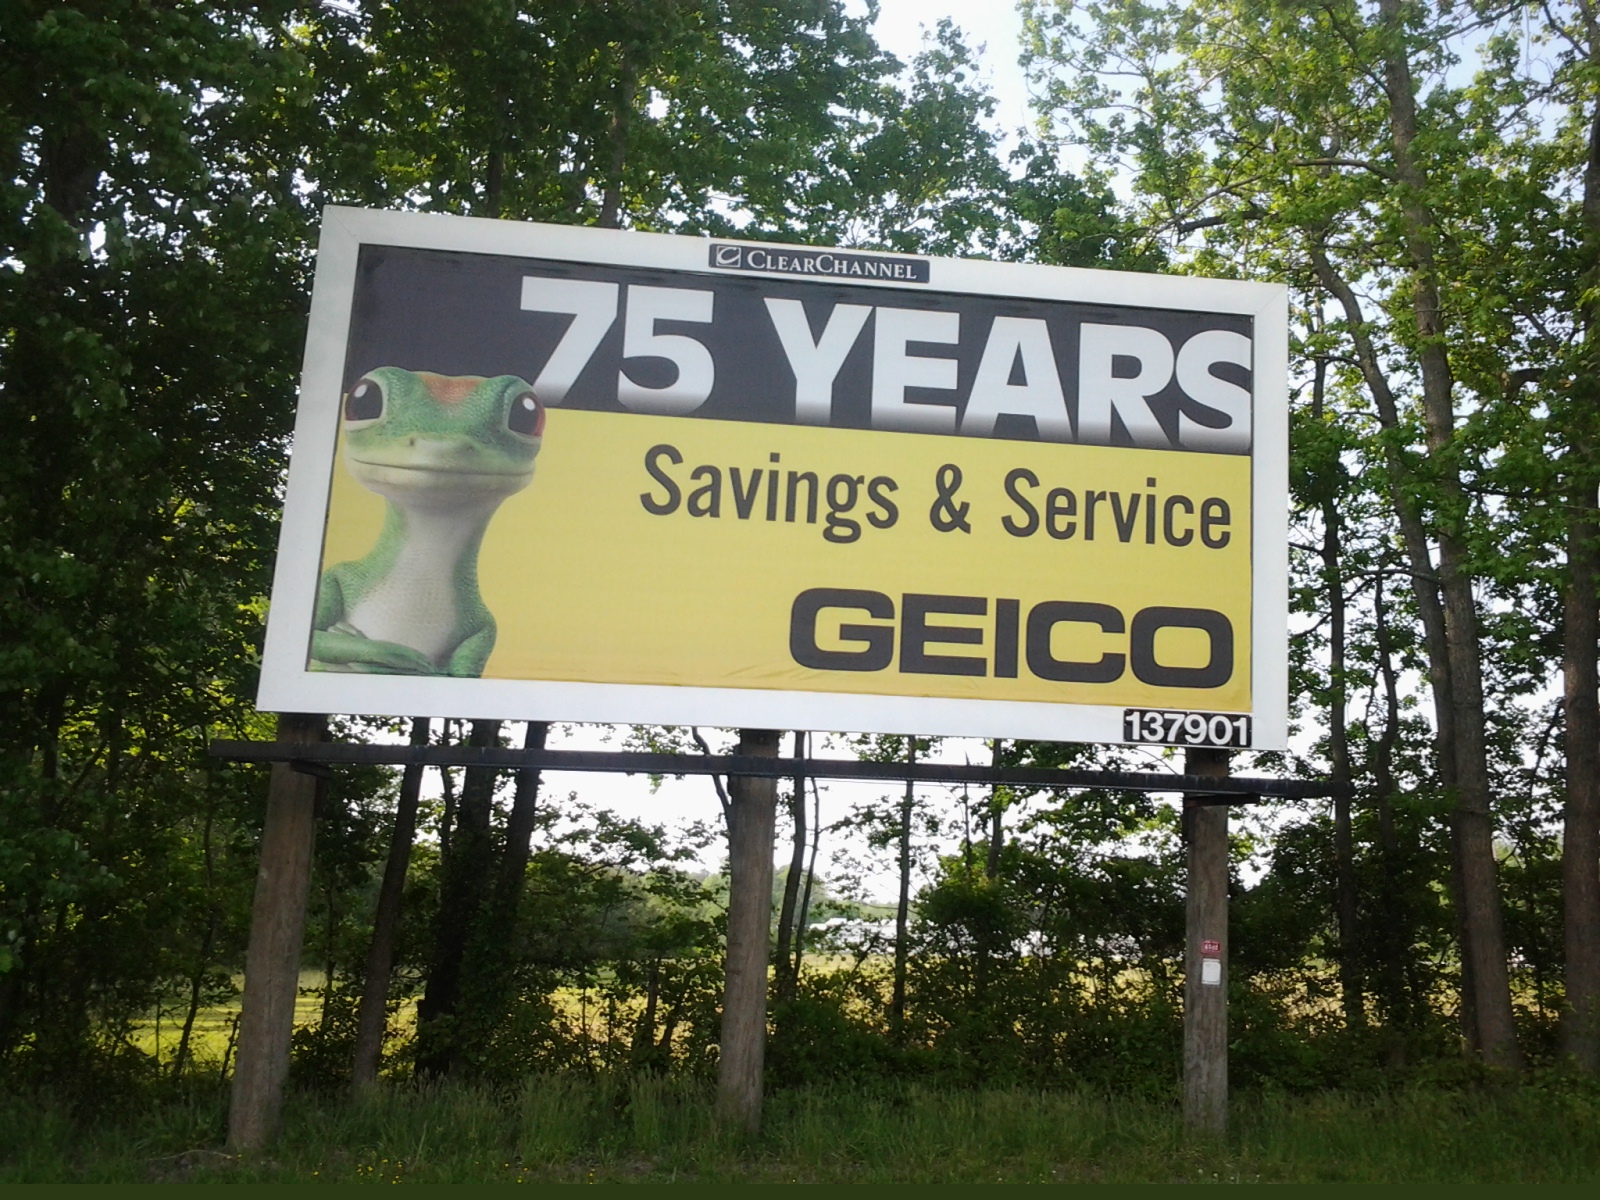 CLEARCHANNEL
75 YEARS
Savings & Service
GEICO
137901